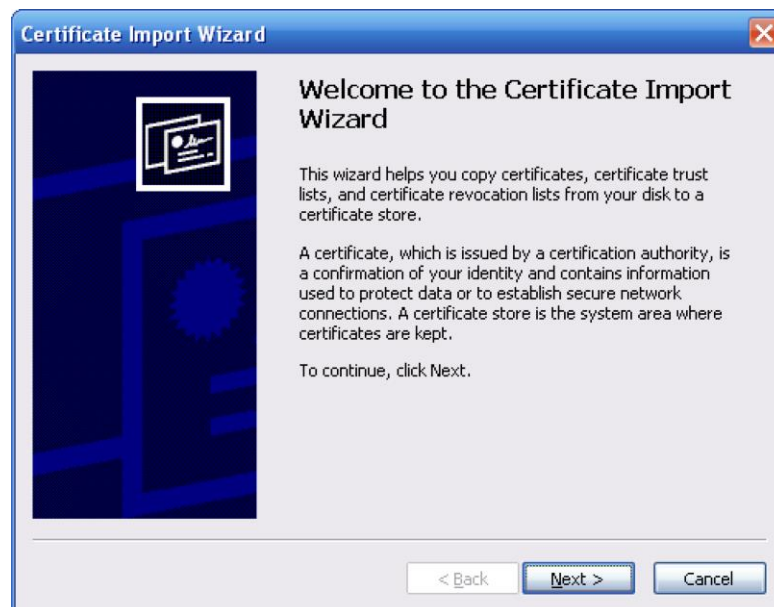 Certificate Import Wizard
Welcome to the Certificate Import
Wizard
This wizard helps you copy certificates, certificate trust
lists, and certificate revocation lists from your disk to a
certificate store.
A certificate, which is issued by a certification authority, is
a confirmation of your identity and contains information
used to protect data or to establish secure network
connections. A certificate store is the system area where
certificates are kept.
To continue, click Next.
< Back
Next >
Cancel